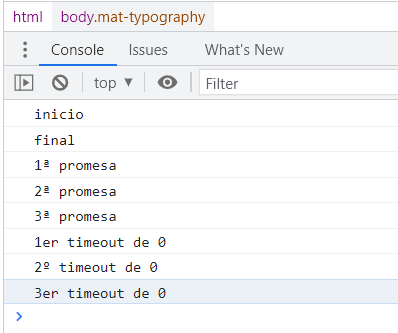 html body.mat-typography
Console Issues What's New
top Filter
inicio
final
1ª promesa
2ª promesa
3ª promesa
1er timeout de 0
2º timeout de 0
3er timeout de 0